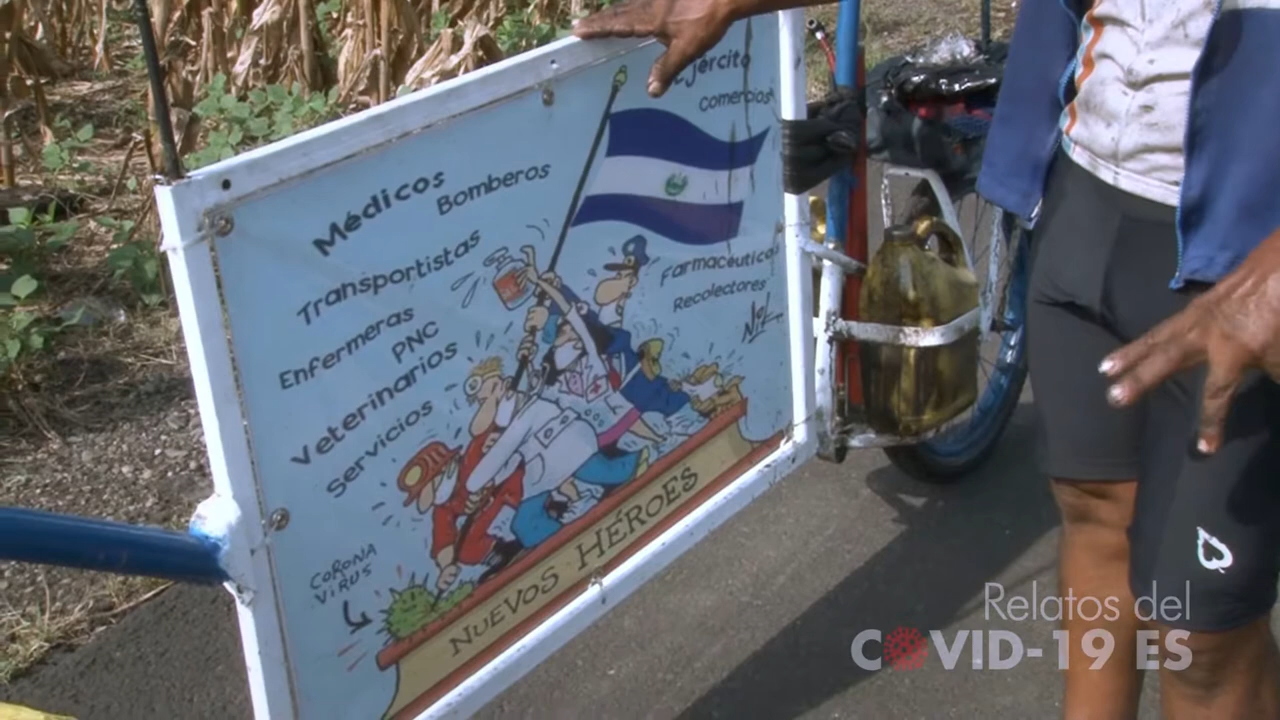 Ejército
Comercios
Médicos
Bomberos
Transportistas
Enfermeras
PNC
Veterinarios
Servicios
Farmacéuticos
Recolectores
CORONA
VIRUS
NUEVOS HÉROES
Relatos del
COVID-19 ES